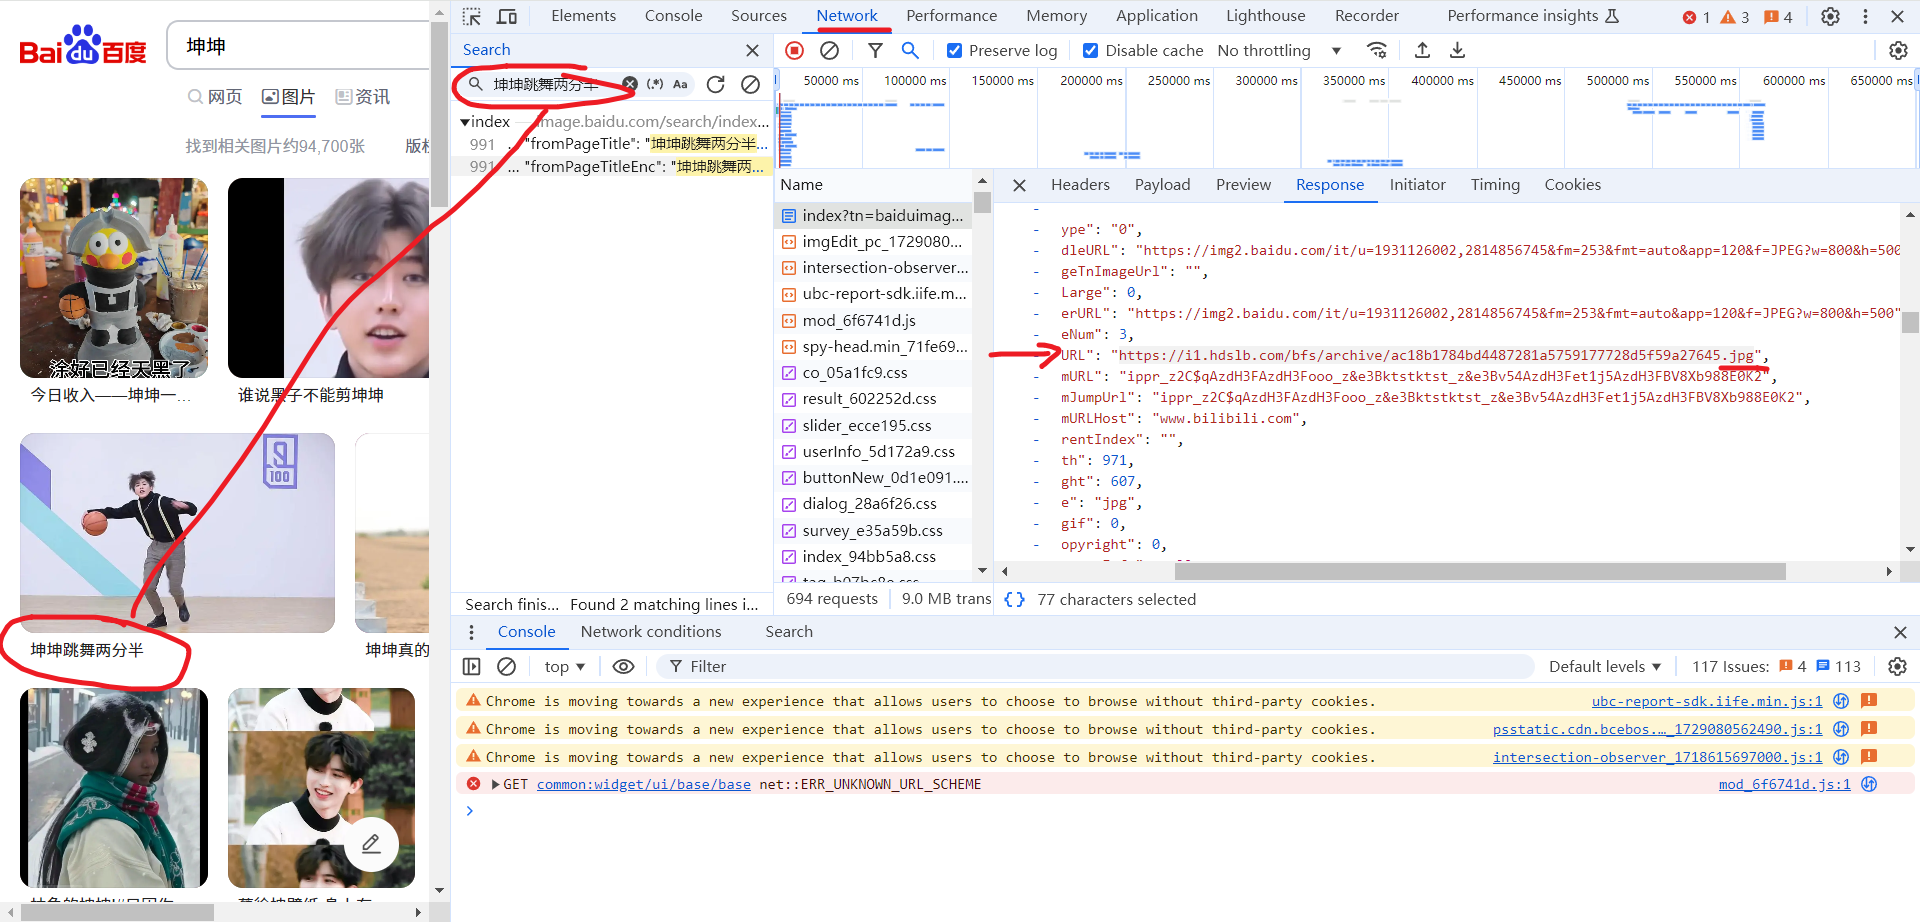 Bai du 百度
坤坤
网页 图片 资讯
找到相关图片约94,700张
涂好已经天黑了
今日收入——坤坤一...
谁说黑子不能剪坤坤
100
坤坤跳舞两分半
坤坤真的
Elements Console Sources Network Performance Memory Application Lighthouse Recorder Performance insights 1 3 4
Search
坤坤跳舞两分半 (.*) Aa
index — image.baidu.com/search/index...
991 ... "fromPageTitle": "坤坤跳舞两分半...
991 ... "fromPageTitleEnc": "坤坤跳舞两...
Search finis... Found 2 matching lines i...
Preserve log Disable cache No throttling
50000 ms 100000 ms 150000 ms 200000 ms 250000 ms 300000 ms 350000 ms 400000 ms 450000 ms 500000 ms 550000 ms 600000 ms 650000 ms
Name
index?tn=baiduimag...
imgEdit_pc_1729080...
intersection-observer...
ubc-report-sdk.iife.m...
mod_6f6741d.js
spy-head.min_71fe69...
co_05a1fc9.css
result_602252d.css
slider_ecce195.css
userInfo_5d172a9.css
buttonNew_0d1e091....
dialog_28a6f26.css
survey_e35a59b.css
index_94bb5a8.css
694 requests 9.0 MB trans
Headers Payload Preview Response Initiator Timing Cookies
-
- ype": "0",
- dleURL": "https://img2.baidu.com/it/u=1931126002,2814856745&fm=253&fmt=auto&app=120&f=JPEG?w=800&h=500
- geTnImageUrl": "",
- Large": 0,
- erURL": "https://img2.baidu.com/it/u=1931126002,2814856745&fm=253&fmt=auto&app=120&f=JPEG?w=800&h=500"
- eNum": 3,
URL": "https://i1.hdslb.com/bfs/archive/ac18b1784bd4487281a5759177728d5f59a27645.jpg",
- mURL": "ippr_z2C$qAzdH3FAzdH3Fooo_z&e3Bktstktst_z&e3Bv54AzdH3Fet1j5AzdH3FBV8Xb988E0K2",
- mJumpUrl": "ippr_z2C$qAzdH3FAzdH3Fooo_z&e3Bktstktst_z&e3Bv54AzdH3Fet1j5AzdH3FBV8Xb988E0K2",
- mURLHost": "www.bilibili.com",
- rentIndex": "",
- th": 971,
- ght": 607,
- e": "jpg",
- gif": 0,
- opyright": 0,
{} 77 characters selected
Console Network conditions Search
top Filter Default levels 117 Issues: 4 113
Chrome is moving towards a new experience that allows users to choose to browse without third-party cookies. ubc-report-sdk.iife.min.js:1
Chrome is moving towards a new experience that allows users to choose to browse without third-party cookies. psstatic.cdn.bcebos.…_1729080562490.js:1
Chrome is moving towards a new experience that allows users to choose to browse without third-party cookies. intersection-observer_1718615697000.js:1
GET common:widget/ui/base/base net::ERR_UNKNOWN_URL_SCHEME mod_6f6741d.js:1